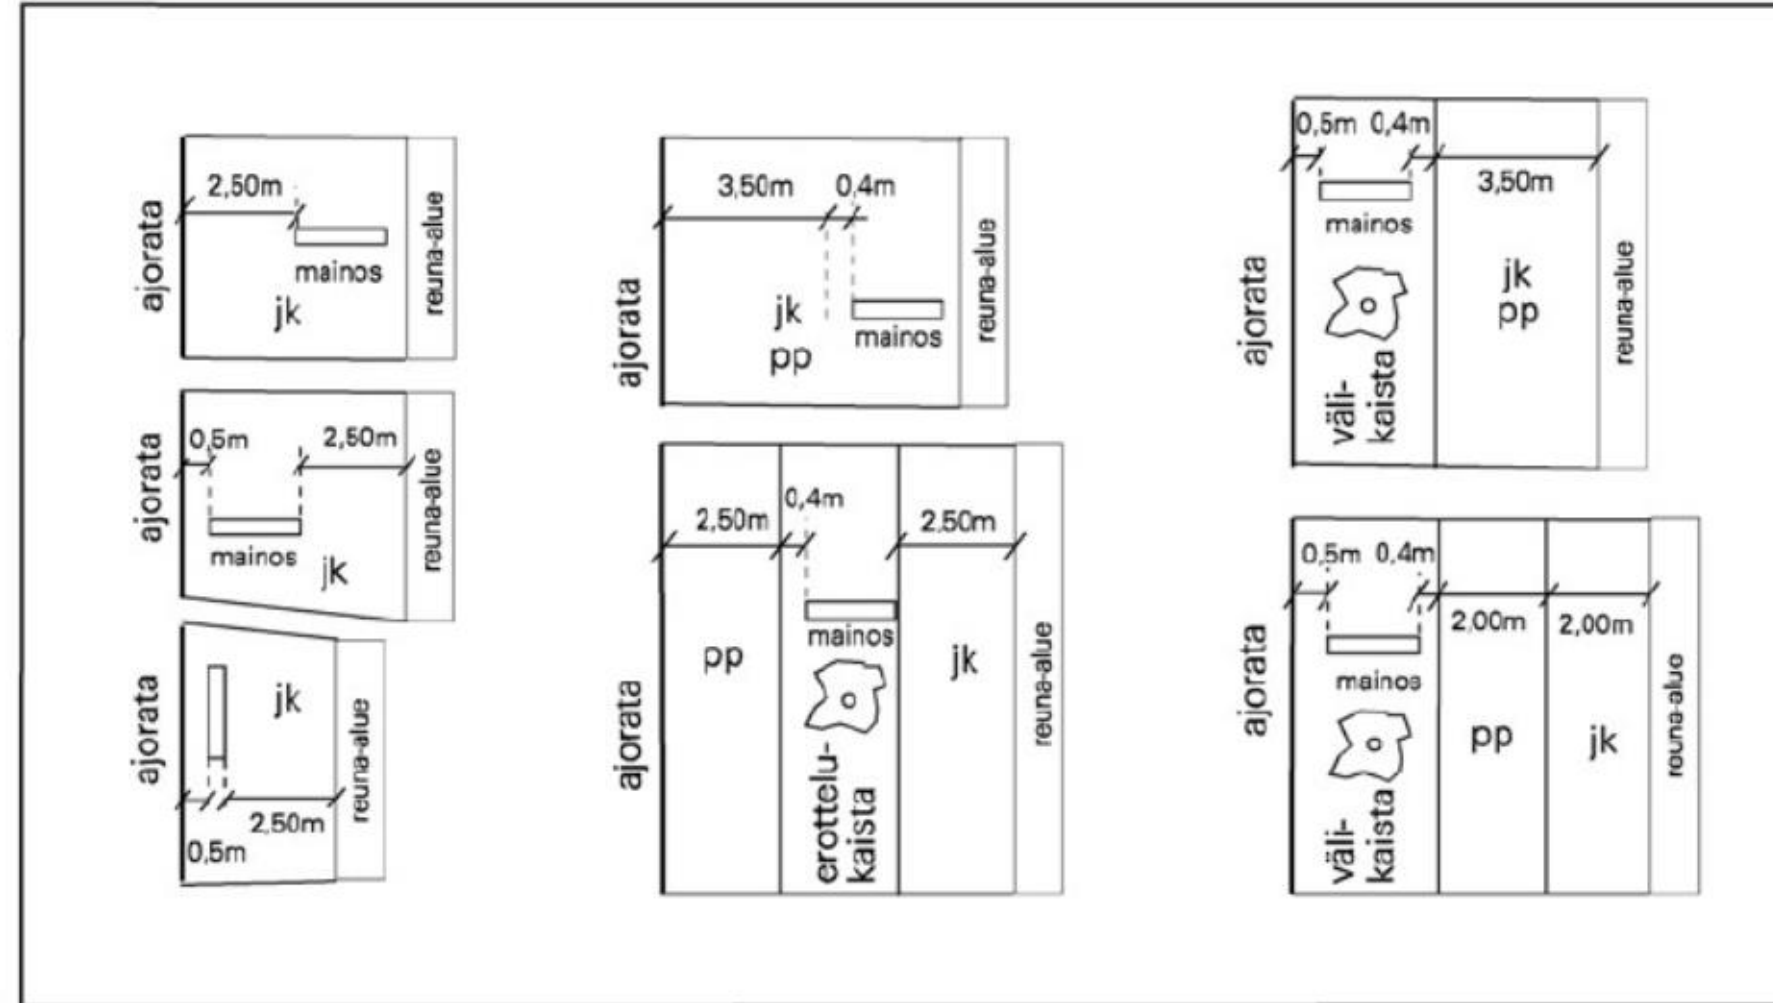 ajorata
2,50m
mainos
jk
reuna-alue
ajorata
0,5m
2,50m
mainos
jk
reuna-alue
ajorata
jk
2,50m
0,5m
reuna-alue
ajorata
3,50m
0,4m
jk
pp
mainos
reuna-alue
ajorata
2,50m
0,4m
2,50m
mainos
pp
jk
erottelu-
kaista
reuna-alue
ajorata
0,5m
0,4m
3,50m
mainos
jk
pp
väli-
kaista
reuna-alue
ajorata
0,5m
0,4m
2,00m
2,00m
mainos
pp
jk
väli-
kaista
reuna-alue